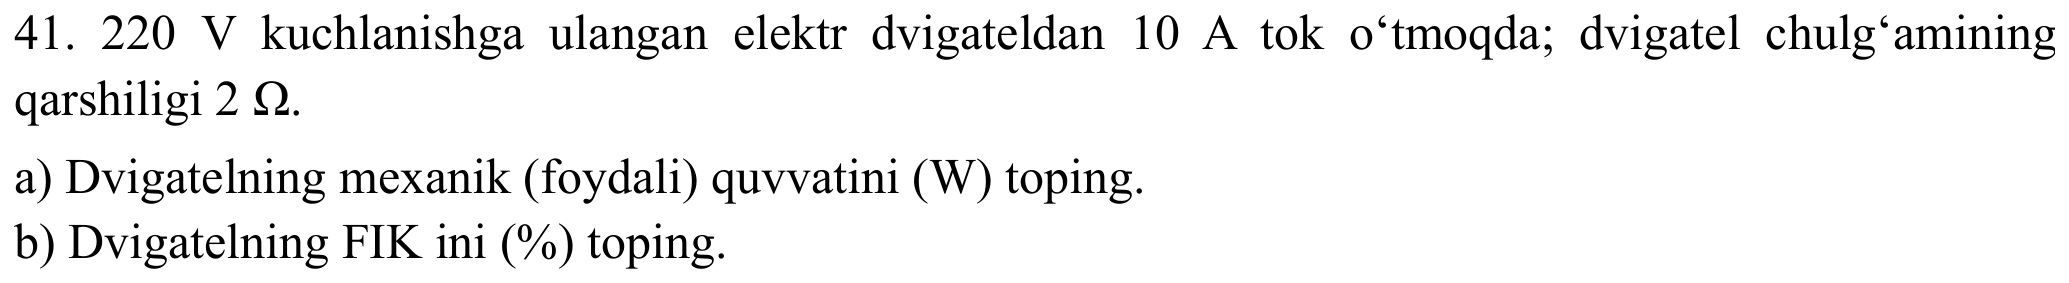 41. 220 V kuchlanishga ulangan elektr dvigateldan 10 A tok o‘tmoqda; dvigatel chulg‘amining
qarshiligi 2 Ω.
a) Dvigatelning mexanik (foydali) quvvatini (W) toping.
b) Dvigatelning FIK ini (%) toping.